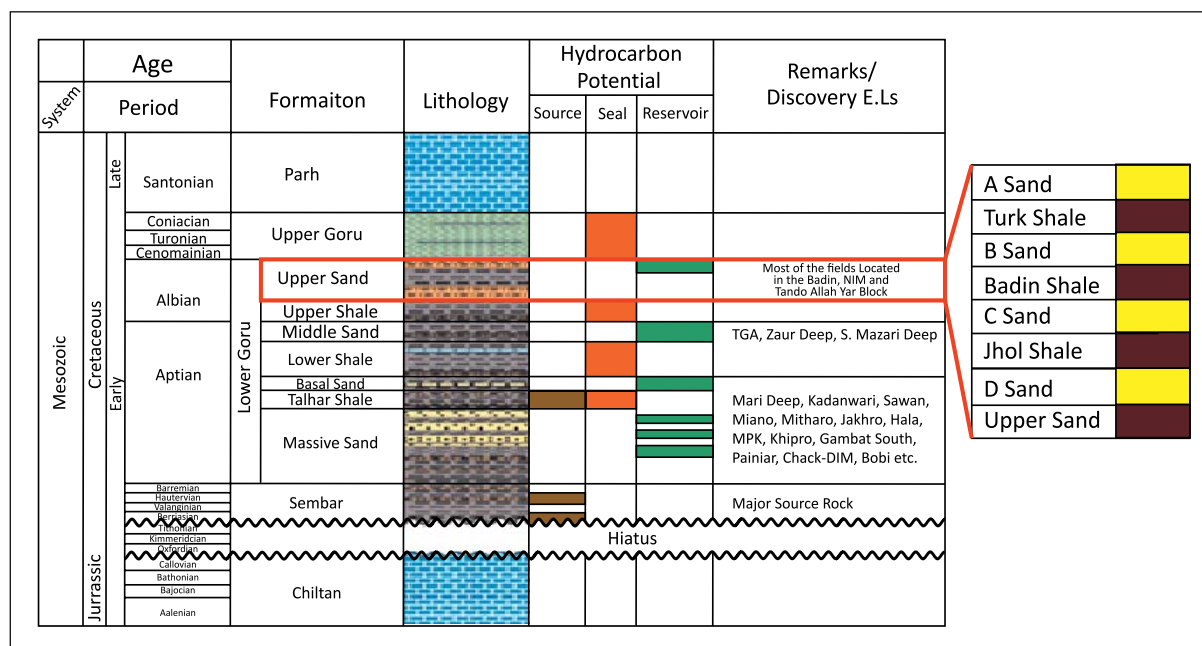 Age
Hydrocarbon
Potential
Remarks/
Discovery E.Ls
System
Period
Formaiton
Lithology
Source
Seal
Reservoir
Mesozoic
Cretaceous
Late
Santonian
Parh
Coniacian
Turonian
Cenomainian
Upper Goru
Early
Albian
Lower Goru
Upper Sand
Most of the fields Located
in the Badin, NIM and
Tando Allah Yar Block
Upper Shale
Aptian
Middle Sand
TGA, Zaur Deep, S. Mazari Deep
Lower Shale
Basal Sand
Talhar Shale
Massive Sand
Mari Deep, Kadanwari, Sawan,
Miano, Mitharo, Jakhro, Hala,
MPK, Khipro, Gambat South,
Painiar, Chack-DIM, Bobi etc.
Barremian
Hautervian
Valanginian
Berriasian
Sembar
Major Source Rock
Jurrassic
Tithonian
Kimmeridcian
Oxfordian
Hiatus
Callovian
Bathonian
Bajocian
Aalenian
Chiltan
A Sand
Turk Shale
B Sand
Badin Shale
C Sand
Jhol Shale
D Sand
Upper Sand